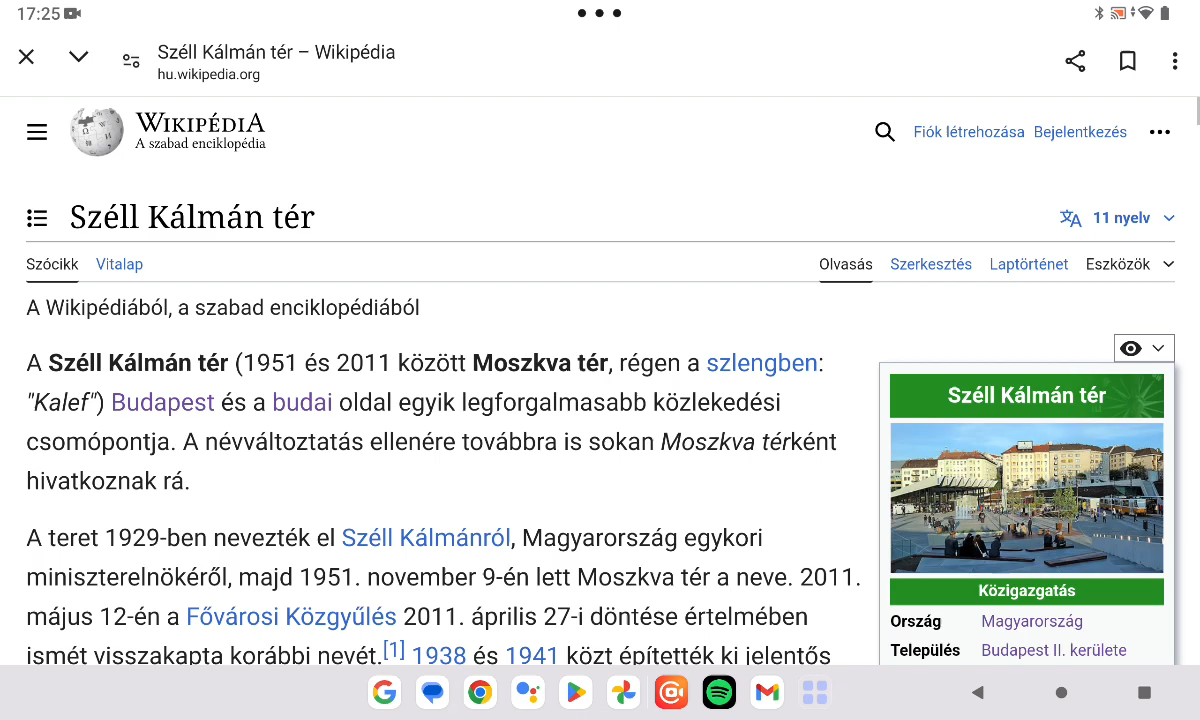 17:25
Széll Kálmán tér – Wikipédia
hu.wikipedia.org
WIKIPÉDIA
A szabad enciklopédia
Fiók létrehozása Bejelentkezés
Széll Kálmán tér
11 nyelv
Szócikk Vitalap
Olvasás Szerkesztés Laptörténet Eszközök
A Wikipédiából, a szabad enciklopédiából
A Széll Kálmán tér (1951 és 2011 között Moszkva tér, régen a szlengben:
"Kalef") Budapest és a budai oldal egyik legforgalmasabb közlekedési
csomópontja. A névváltoztatás ellenére továbbra is sokan Moszkva térként
hivatkoznak rá.
A teret 1929-ben nevezték el Széll Kálmánról, Magyarország egykori
miniszterelnökéről, majd 1951. november 9-én lett Moszkva tér a neve. 2011.
május 12-én a Fővárosi Közgyűlés 2011. április 27-i döntése értelmében
ismét visszakapta korábbi nevét.[1] 1938 és 1941 közt építették ki jelentős
Széll Kálmán tér
Közigazgatás
Ország Magyarország
Település Budapest II. kerülete